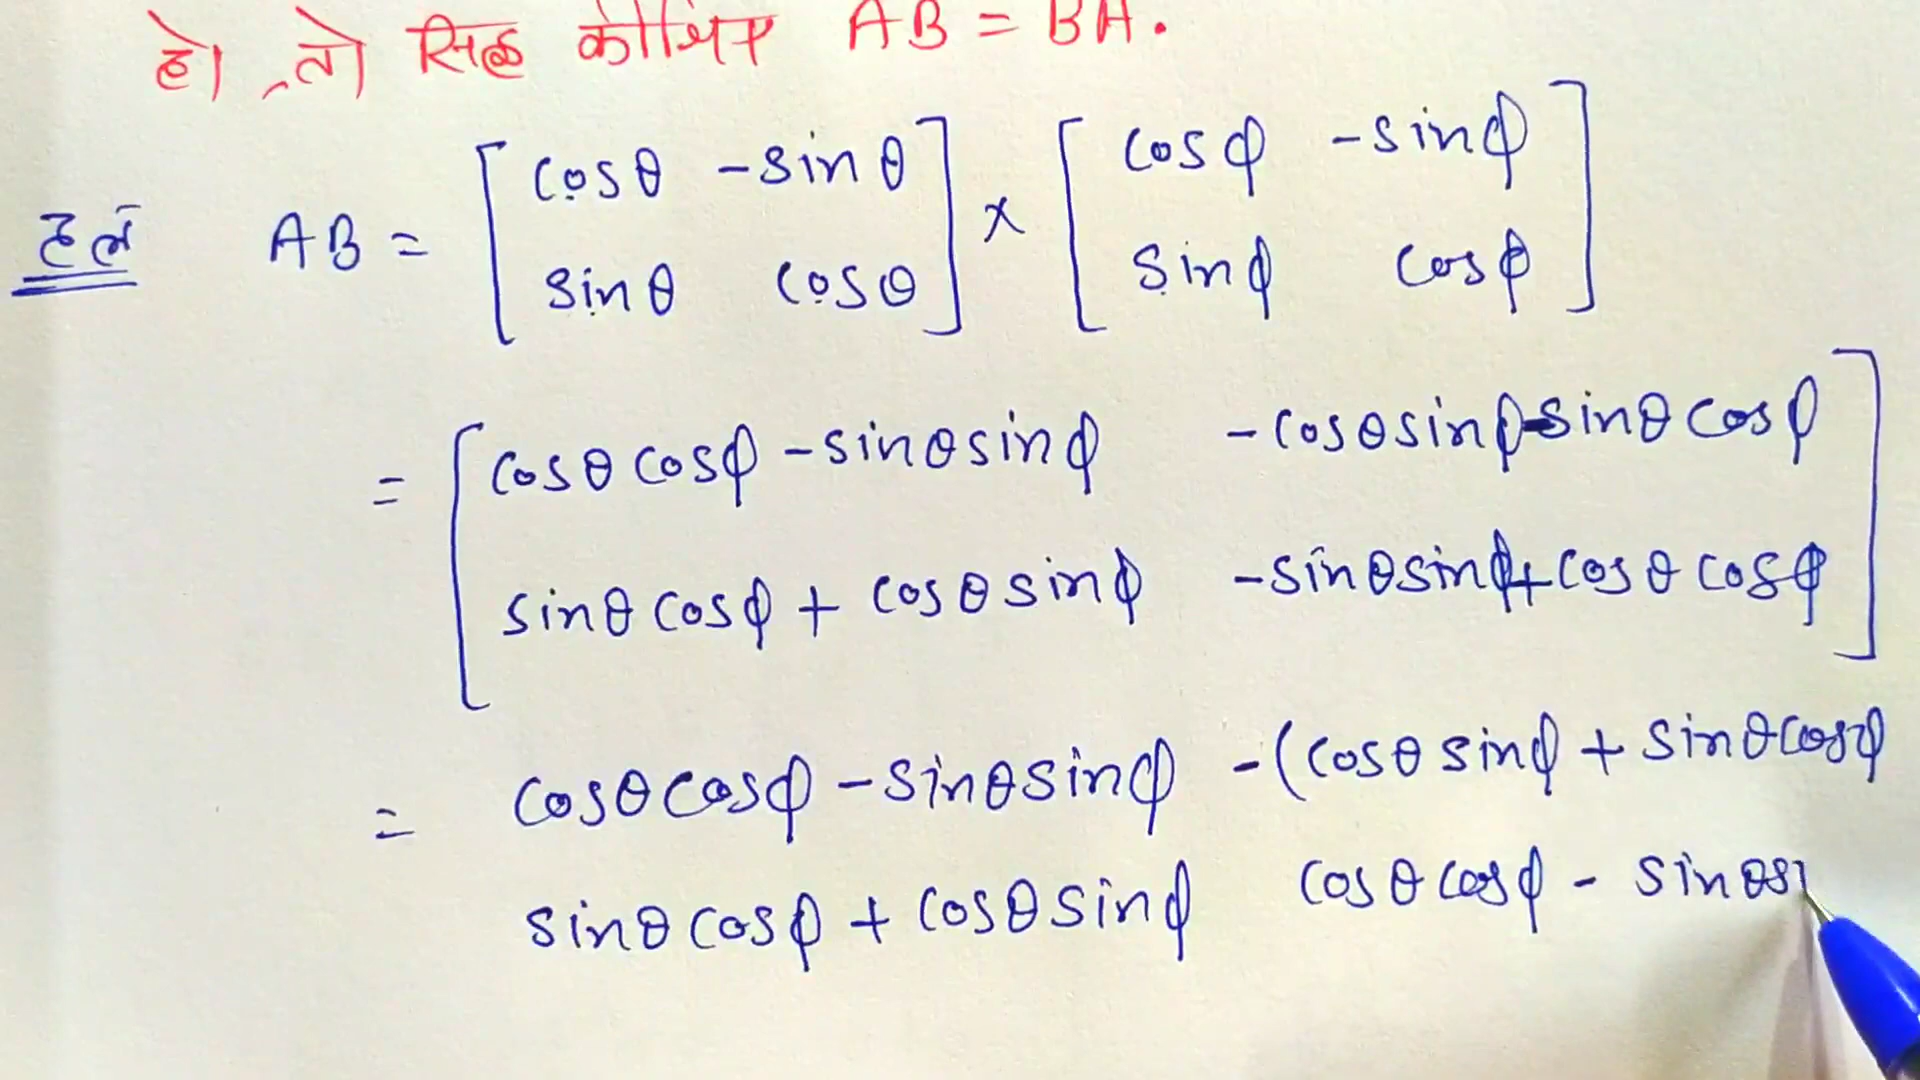 हो, तो सिद्ध कीजिए AB = BA.
हल AB = [cosθ -sinθ] × [cosφ -sinφ]
[sinθ cosθ] [sinφ cosφ]
= [cosθ cosφ - sinθ sinφ -cosθ sinφ - sinθ cosφ]
[sinθ cosφ + cosθ sinφ -sinθ sinφ + cosθ cosφ]
= cosθ cosφ - sinθ sinφ -(cosθ sinφ + sinθ cosφ
sinθ cosφ + cosθ sinφ cosθ cosφ - sinθ s